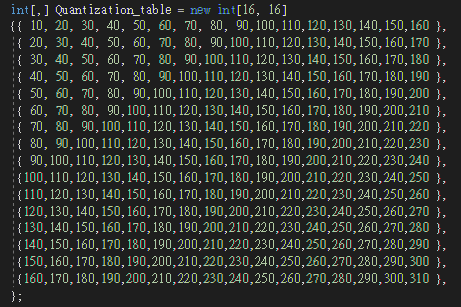 int[,] Quantization_table = new int[16, 16]
{{ 10, 20, 30, 40, 50, 60, 70, 80, 90,100,110,120,130,140,150,160 },
{ 20, 30, 40, 50, 60, 70, 80, 90,100,110,120,130,140,150,160,170 },
{ 30, 40, 50, 60, 70, 80, 90,100,110,120,130,140,150,160,170,180 },
{ 40, 50, 60, 70, 80, 90,100,110,120,130,140,150,160,170,180,190 },
{ 50, 60, 70, 80, 90,100,110,120,130,140,150,160,170,180,190,200 },
{ 60, 70, 80, 90,100,110,120,130,140,150,160,170,180,190,200,210 },
{ 70, 80, 90,100,110,120,130,140,150,160,170,180,190,200,210,220 },
{ 80, 90,100,110,120,130,140,150,160,170,180,190,200,210,220,230 },
{ 90,100,110,120,130,140,150,160,170,180,190,200,210,220,230,240 },
{100,110,120,130,140,150,160,170,180,190,200,210,220,230,240,250 },
{110,120,130,140,150,160,170,180,190,200,210,220,230,240,250,260 },
{120,130,140,150,160,170,180,190,200,210,220,230,240,250,260,270 },
{130,140,150,160,170,180,190,200,210,220,230,240,250,260,270,280 },
{140,150,160,170,180,190,200,210,220,230,240,250,260,270,280,290 },
{150,160,170,180,190,200,210,220,230,240,250,260,270,280,290,300 },
{160,170,180,190,200,210,220,230,240,250,260,270,280,290,300,310 },
};